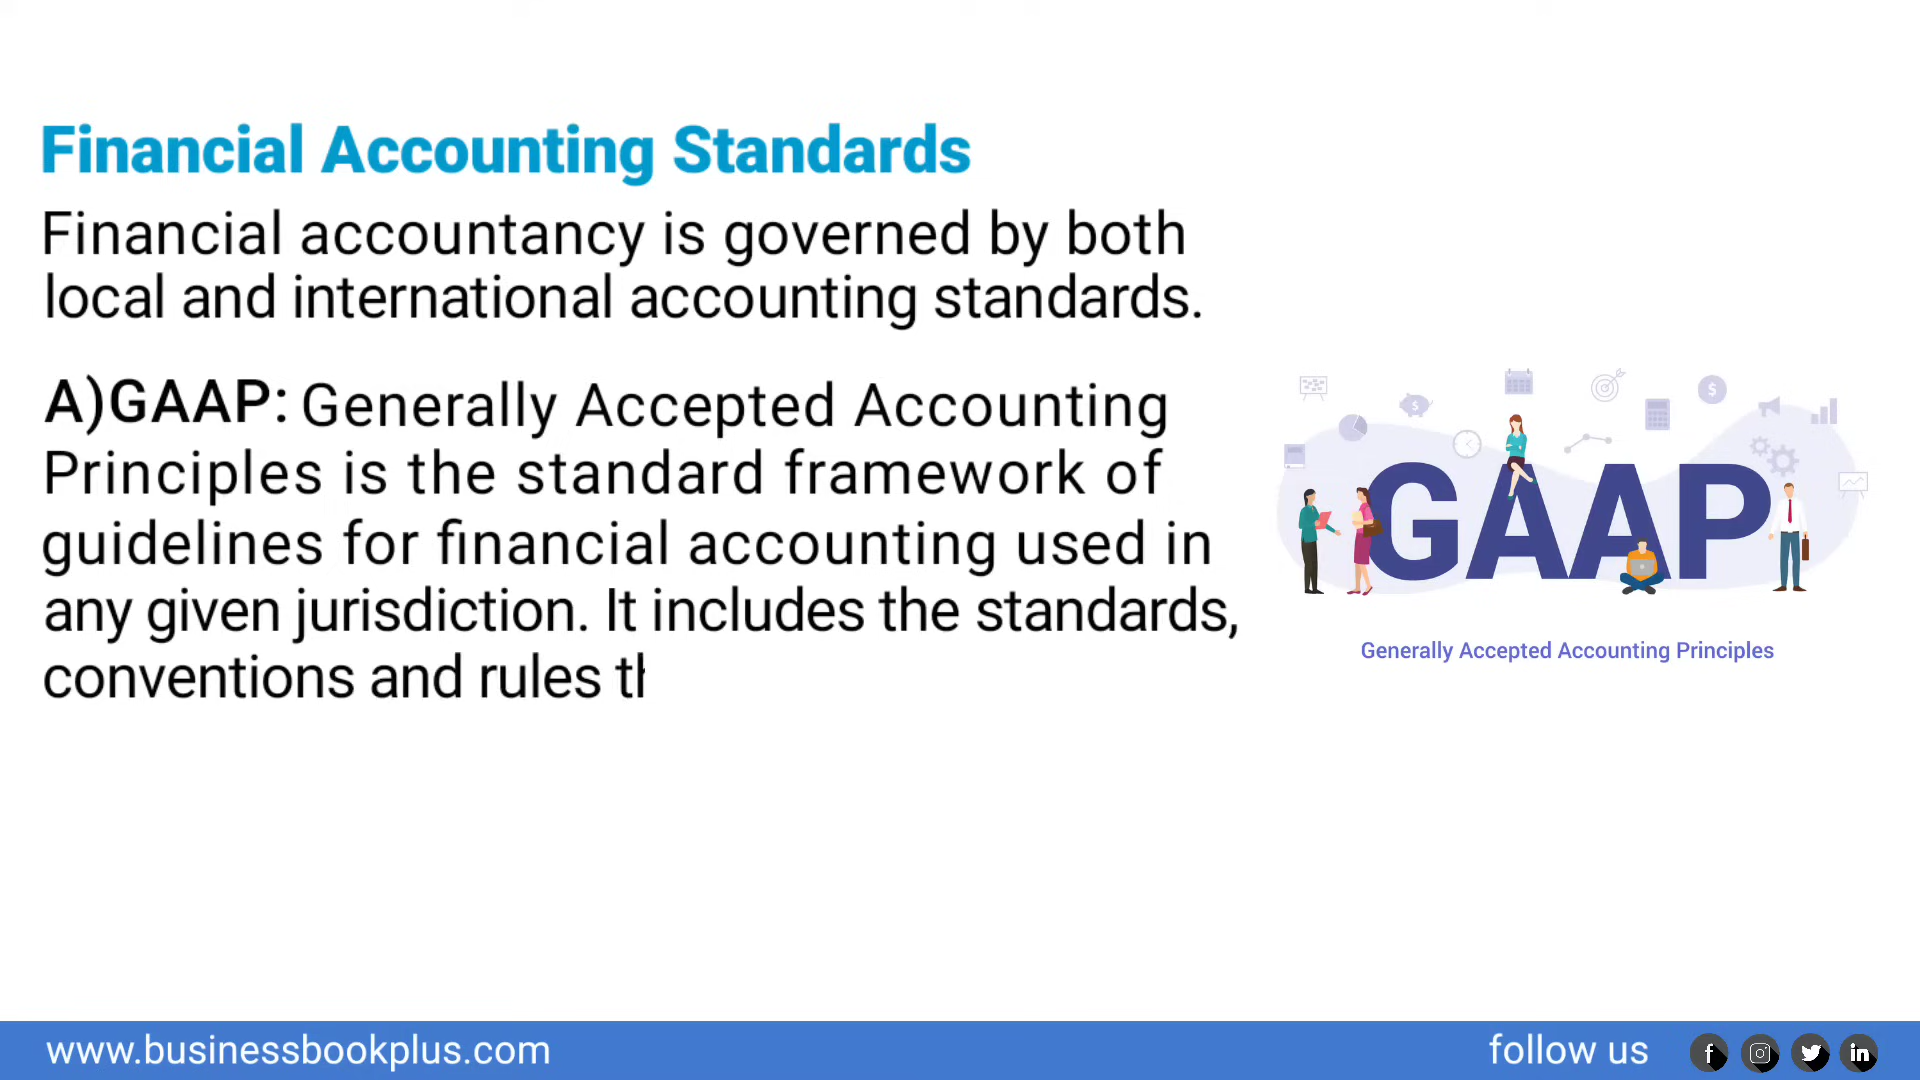 Financial Accounting Standards
Financial accountancy is governed by both
local and international accounting standards.
A)GAAP: Generally Accepted Accounting
Principles is the standard framework of
guidelines for financial accounting used in
any given jurisdiction. It includes the standards,
conventions and rules
GAAP
Generally Accepted Accounting Principles
www.businessbookplus.com
follow us